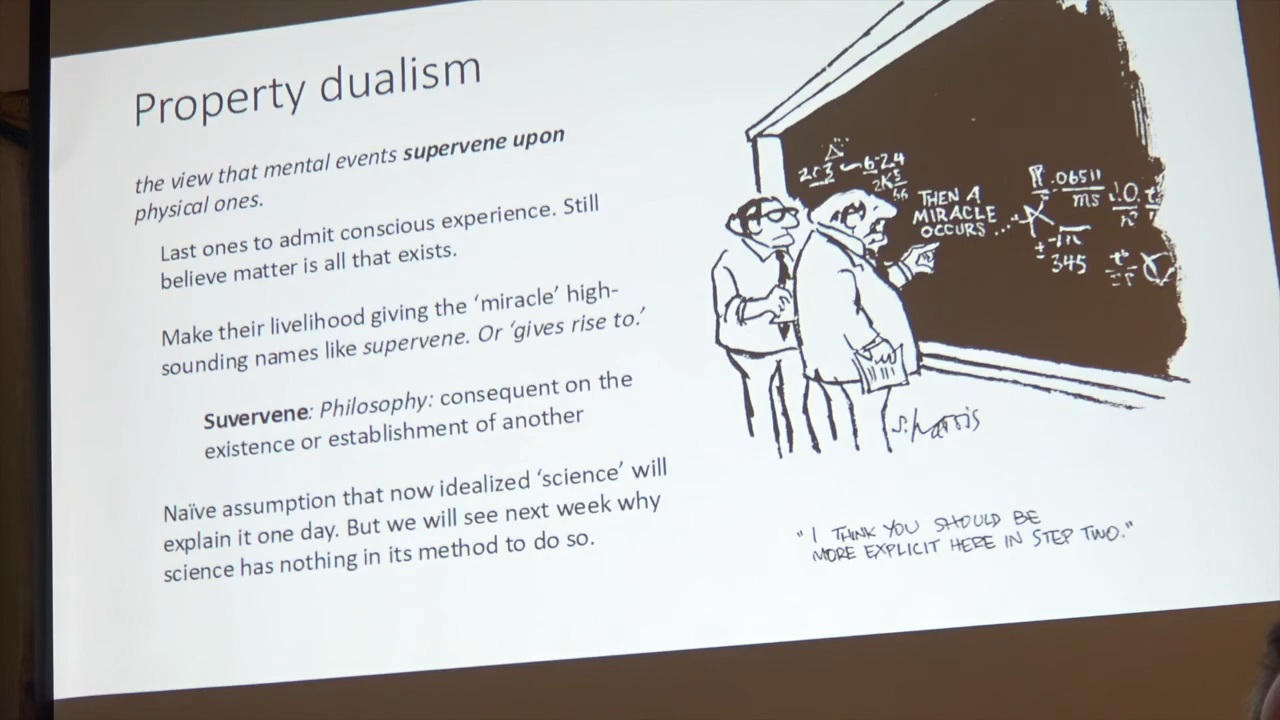 Property dualism
the view that mental events supervene upon
physical ones.
Last ones to admit conscious experience. Still
believe matter is all that exists.
Make their livelihood giving the ‘miracle’ high-
sounding names like supervene. Or ‘gives rise to.’
Suvervene: Philosophy: consequent on the
existence or establishment of another
Naïve assumption that now idealized ‘science’ will
explain it one day. But we will see next week why
science has nothing in its method to do so.
THEN A
MIRACLE
OCCURS...
.06511
ms
345
S. Harris
"I THINK YOU SHOULD BE
MORE EXPLICIT HERE IN STEP TWO."